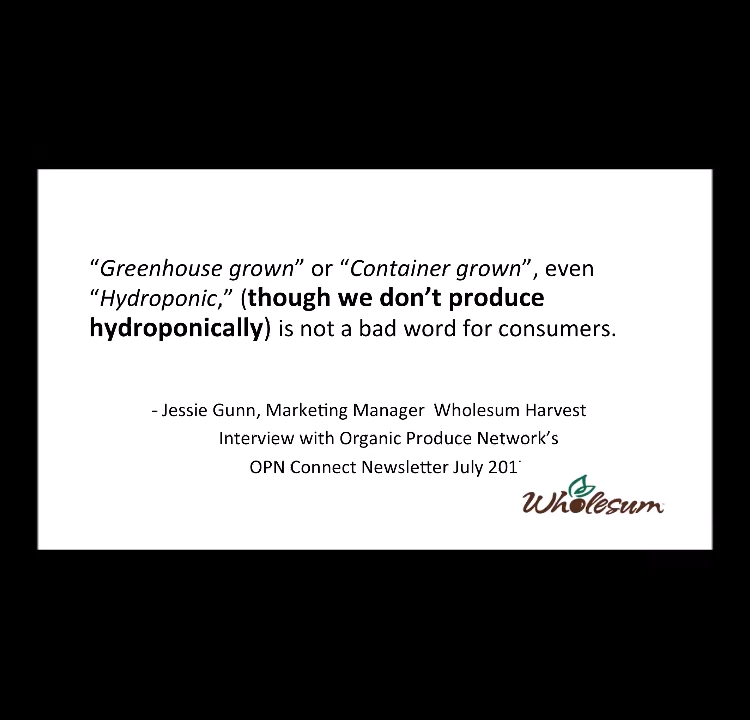 “Greenhouse grown” or “Container grown”, even
“Hydroponic,” (though we don’t produce
hydroponically) is not a bad word for consumers.
- Jessie Gunn, Marketing Manager Wholesum Harvest
Interview with Organic Produce Network’s
OPN Connect Newsletter July
Wholesum